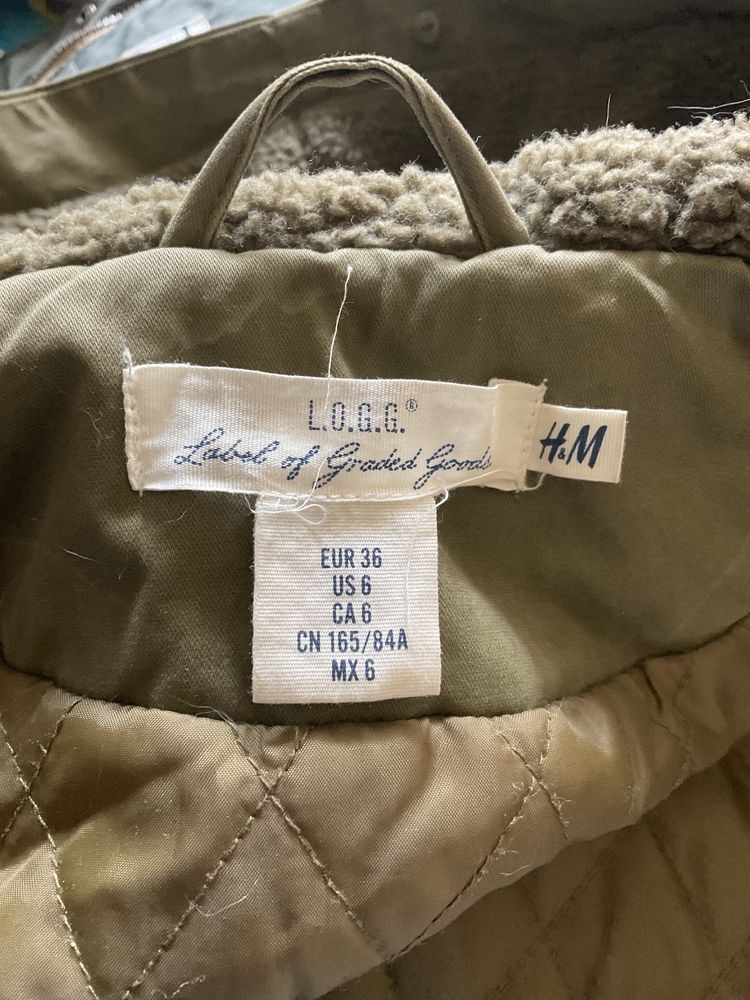 L.O.G.G.®
Label of Graded Goods
H&M
EUR 36
US 6
CA 6
CN 165/84A
MX 6